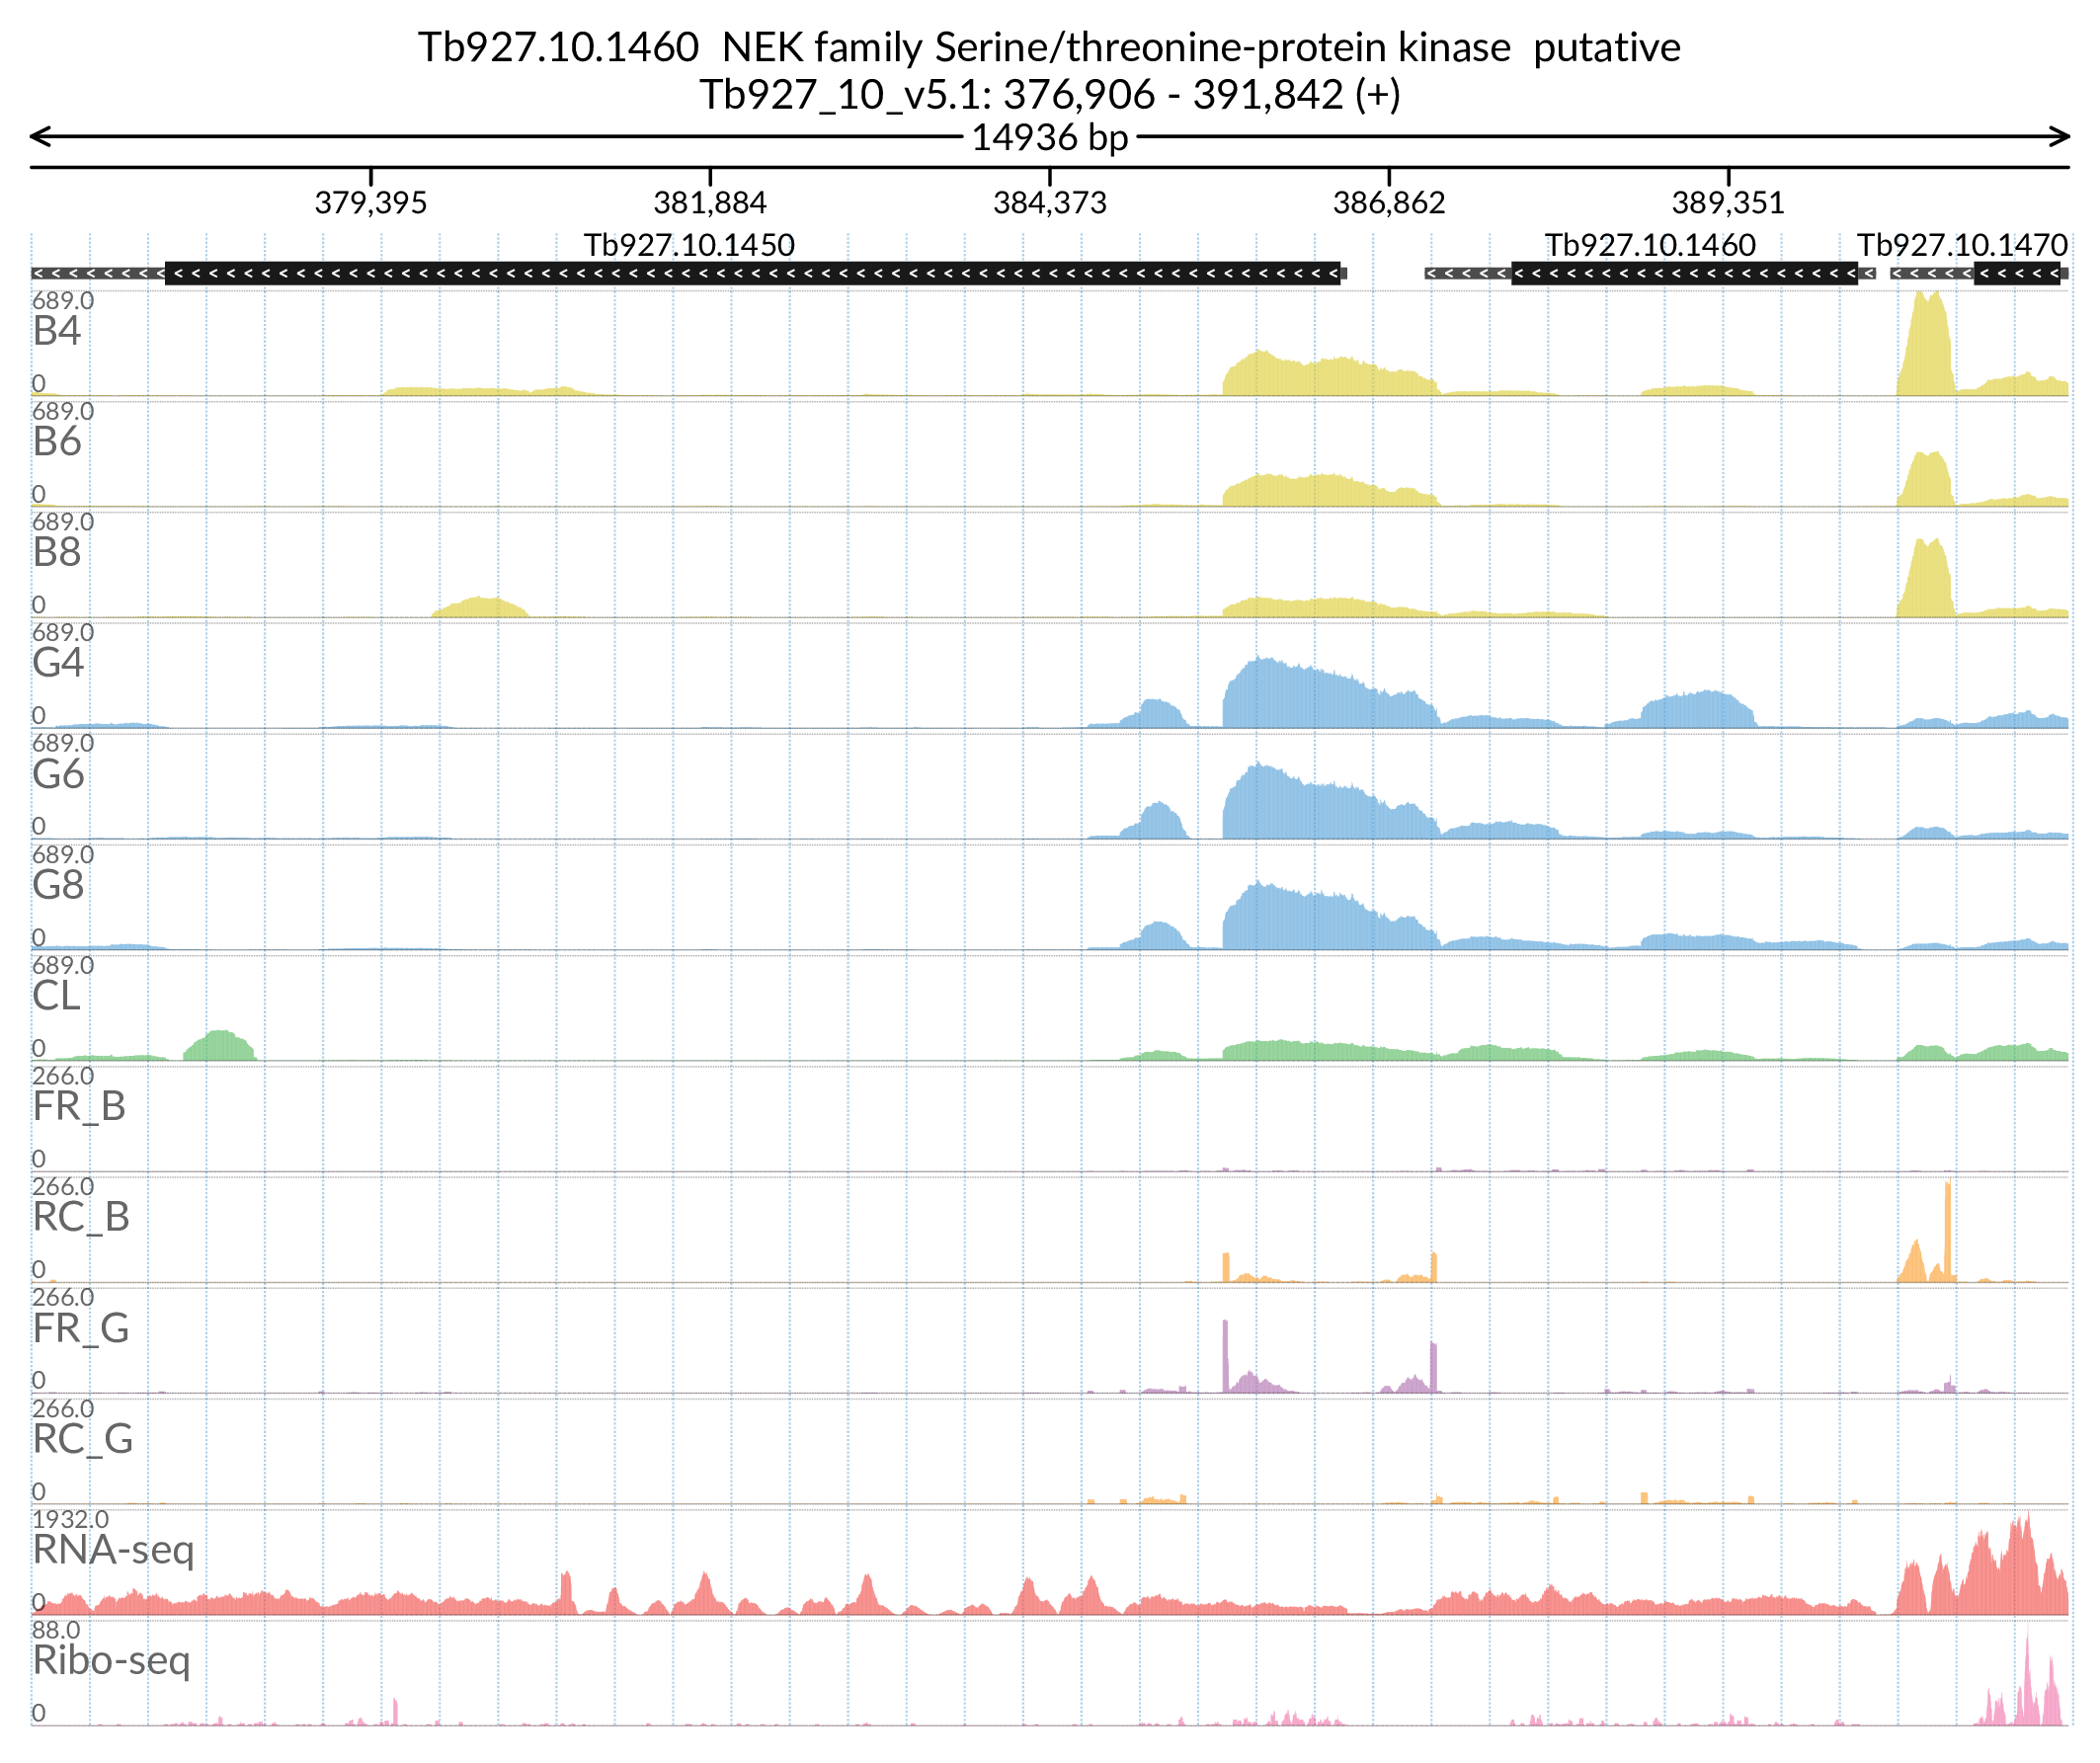 Tb927.10.1460 NEK family Serine/threonine-protein kinase putative
Tb927_10_v5.1: 376,906 - 391,842 (+)
14936 bp
379,395 381,884 384,373 386,862 389,351
Tb927.10.1450 Tb927.10.1460 Tb927.10.1470
689.0
B4
0
689.0
B6
0
689.0
B8
0
689.0
G4
0
689.0
G6
0
689.0
G8
0
689.0
CL
0
266.0
FR_B
0
266.0
RC_B
0
266.0
FR_G
0
266.0
RC_G
0
1932.0
RNA-seq
0
88.0
Ribo-seq
0